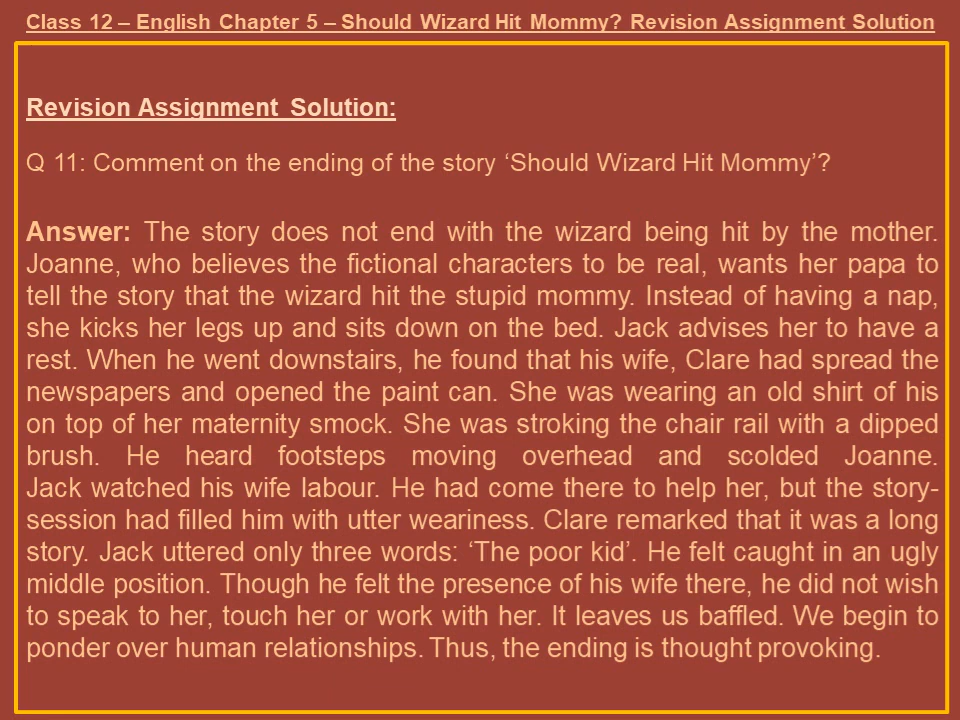 Class 12 – English Chapter 5 – Should Wizard Hit Mommy? Revision Assignment Solution
Revision Assignment Solution:
Q 11: Comment on the ending of the story ‘Should Wizard Hit Mommy’?
Answer: The story does not end with the wizard being hit by the mother.
Joanne, who believes the fictional characters to be real, wants her papa to
tell the story that the wizard hit the stupid mommy. Instead of having a nap,
she kicks her legs up and sits down on the bed. Jack advises her to have a
rest. When he went downstairs, he found that his wife, Clare had spread the
newspapers and opened the paint can. She was wearing an old shirt of his
on top of her maternity smock. She was stroking the chair rail with a dipped
brush. He heard footsteps moving overhead and scolded Joanne.
Jack watched his wife labour. He had come there to help her, but the story-
session had filled him with utter weariness. Clare remarked that it was a long
story. Jack uttered only three words: ‘The poor kid’. He felt caught in an ugly
middle position. Though he felt the presence of his wife there, he did not wish
to speak to her, touch her or work with her. It leaves us baffled. We begin to
ponder over human relationships. Thus, the ending is thought provoking.